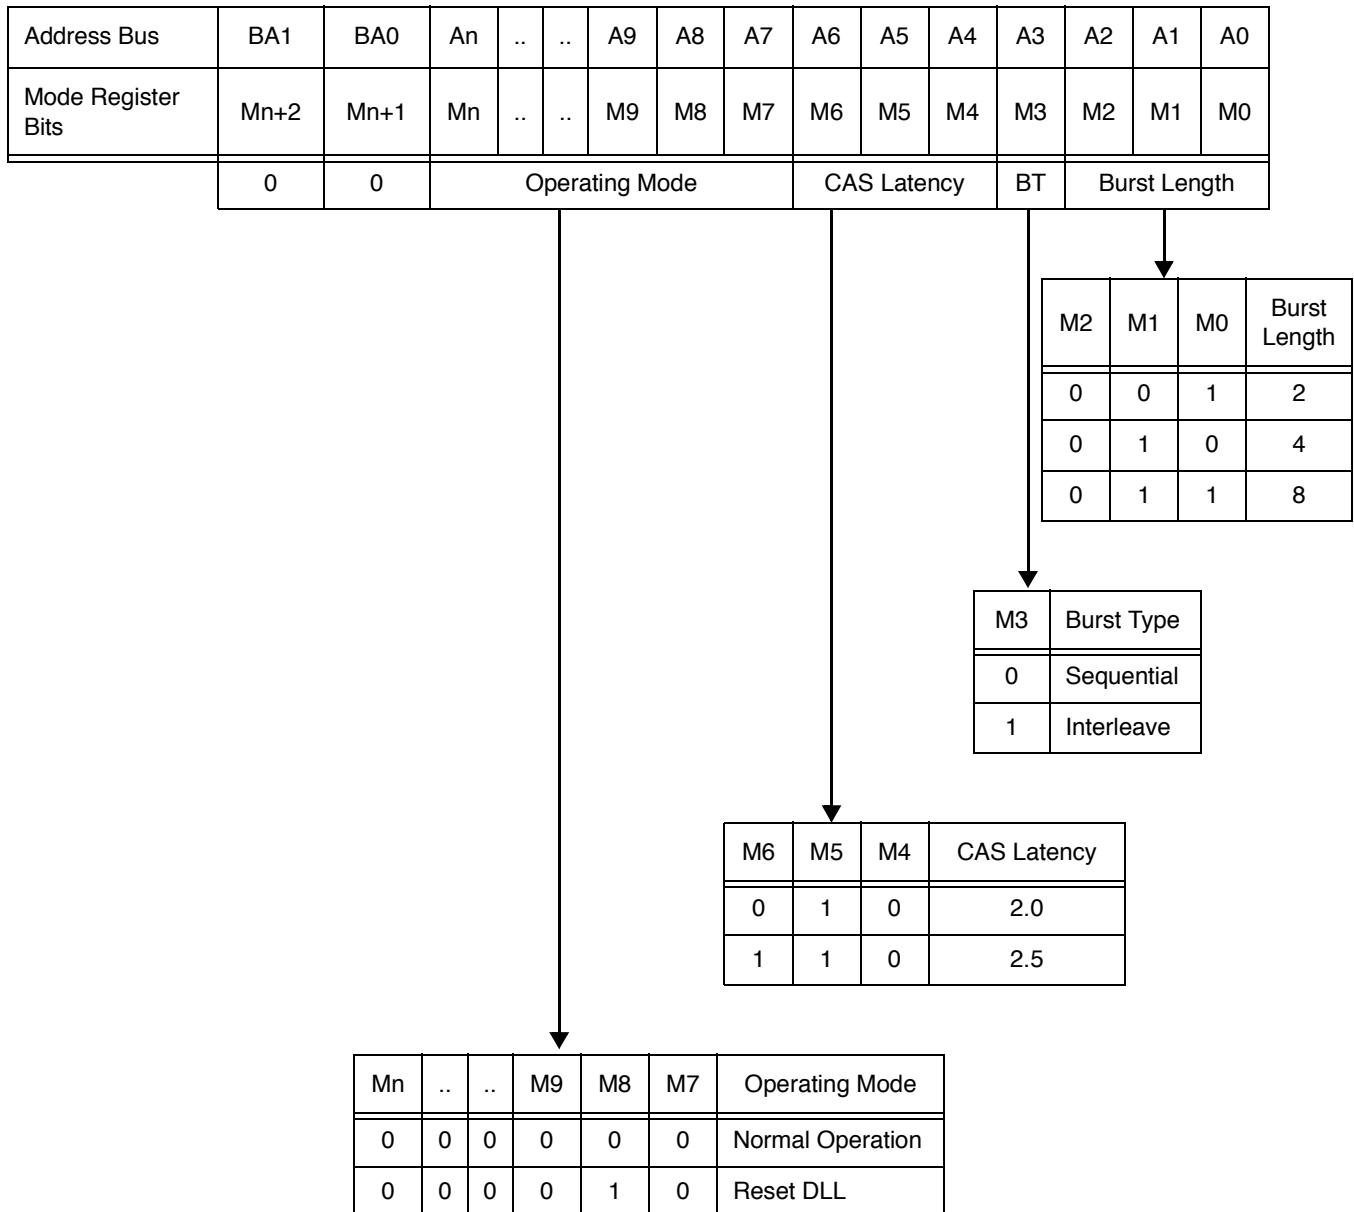 Address Bus BA1 BA0 An .. .. A9 A8 A7 A6 A5 A4 A3 A2 A1 A0
Mode Register
Bits Mn+2 Mn+1 Mn .. .. M9 M8 M7 M6 M5 M4 M3 M2 M1 M0
0 0 Operating Mode CAS Latency BT Burst Length
M2 M1 M0 Burst
Length
0 0 1 2
0 1 0 4
0 1 1 8
M3 Burst Type
0 Sequential
1 Interleave
M6 M5 M4 CAS Latency
0 1 0 2.0
1 1 0 2.5
Mn .. .. M9 M8 M7 Operating Mode
0 0 0 0 0 0 Normal Operation
0 0 0 0 1 0 Reset DLL